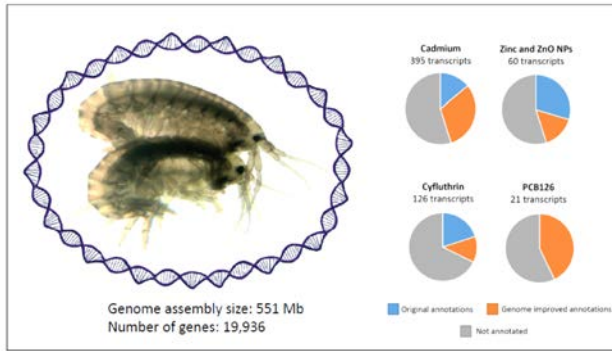 Cadmium
395 transcripts
Zinc and ZnO NPs
60 transcripts
Cyfluthrin
126 transcripts
PCB126
21 transcripts
Genome assembly size: 551 Mb
Number of genes: 19,936
Original annotations
Genome improved annotations
Not annotated